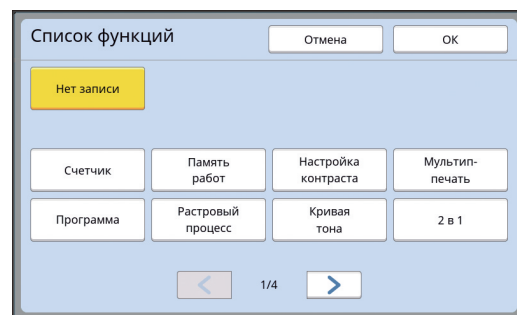 Список функций
Отмена
ОК
Нет записи
Счетчик
Память
работ
Настройка
контраста
Мультип-
печать
Программа
Растровый
процесс
Кривая
тона
2 в 1
1/4